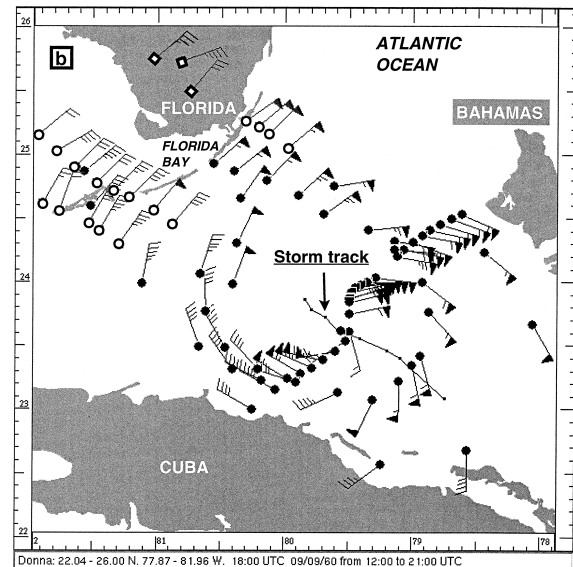 26
b
ATLANTIC
OCEAN
FLORIDA
BAHAMAS
FLORIDA
BAY
25
Storm track
24
23
CUBA
22
82
81
80
79
78
Donna: 22.04 - 26.00 N. 77.87 - 81.96 W. 18:00 UTC 09/09/60 from 12:00 to 21:00 UTC